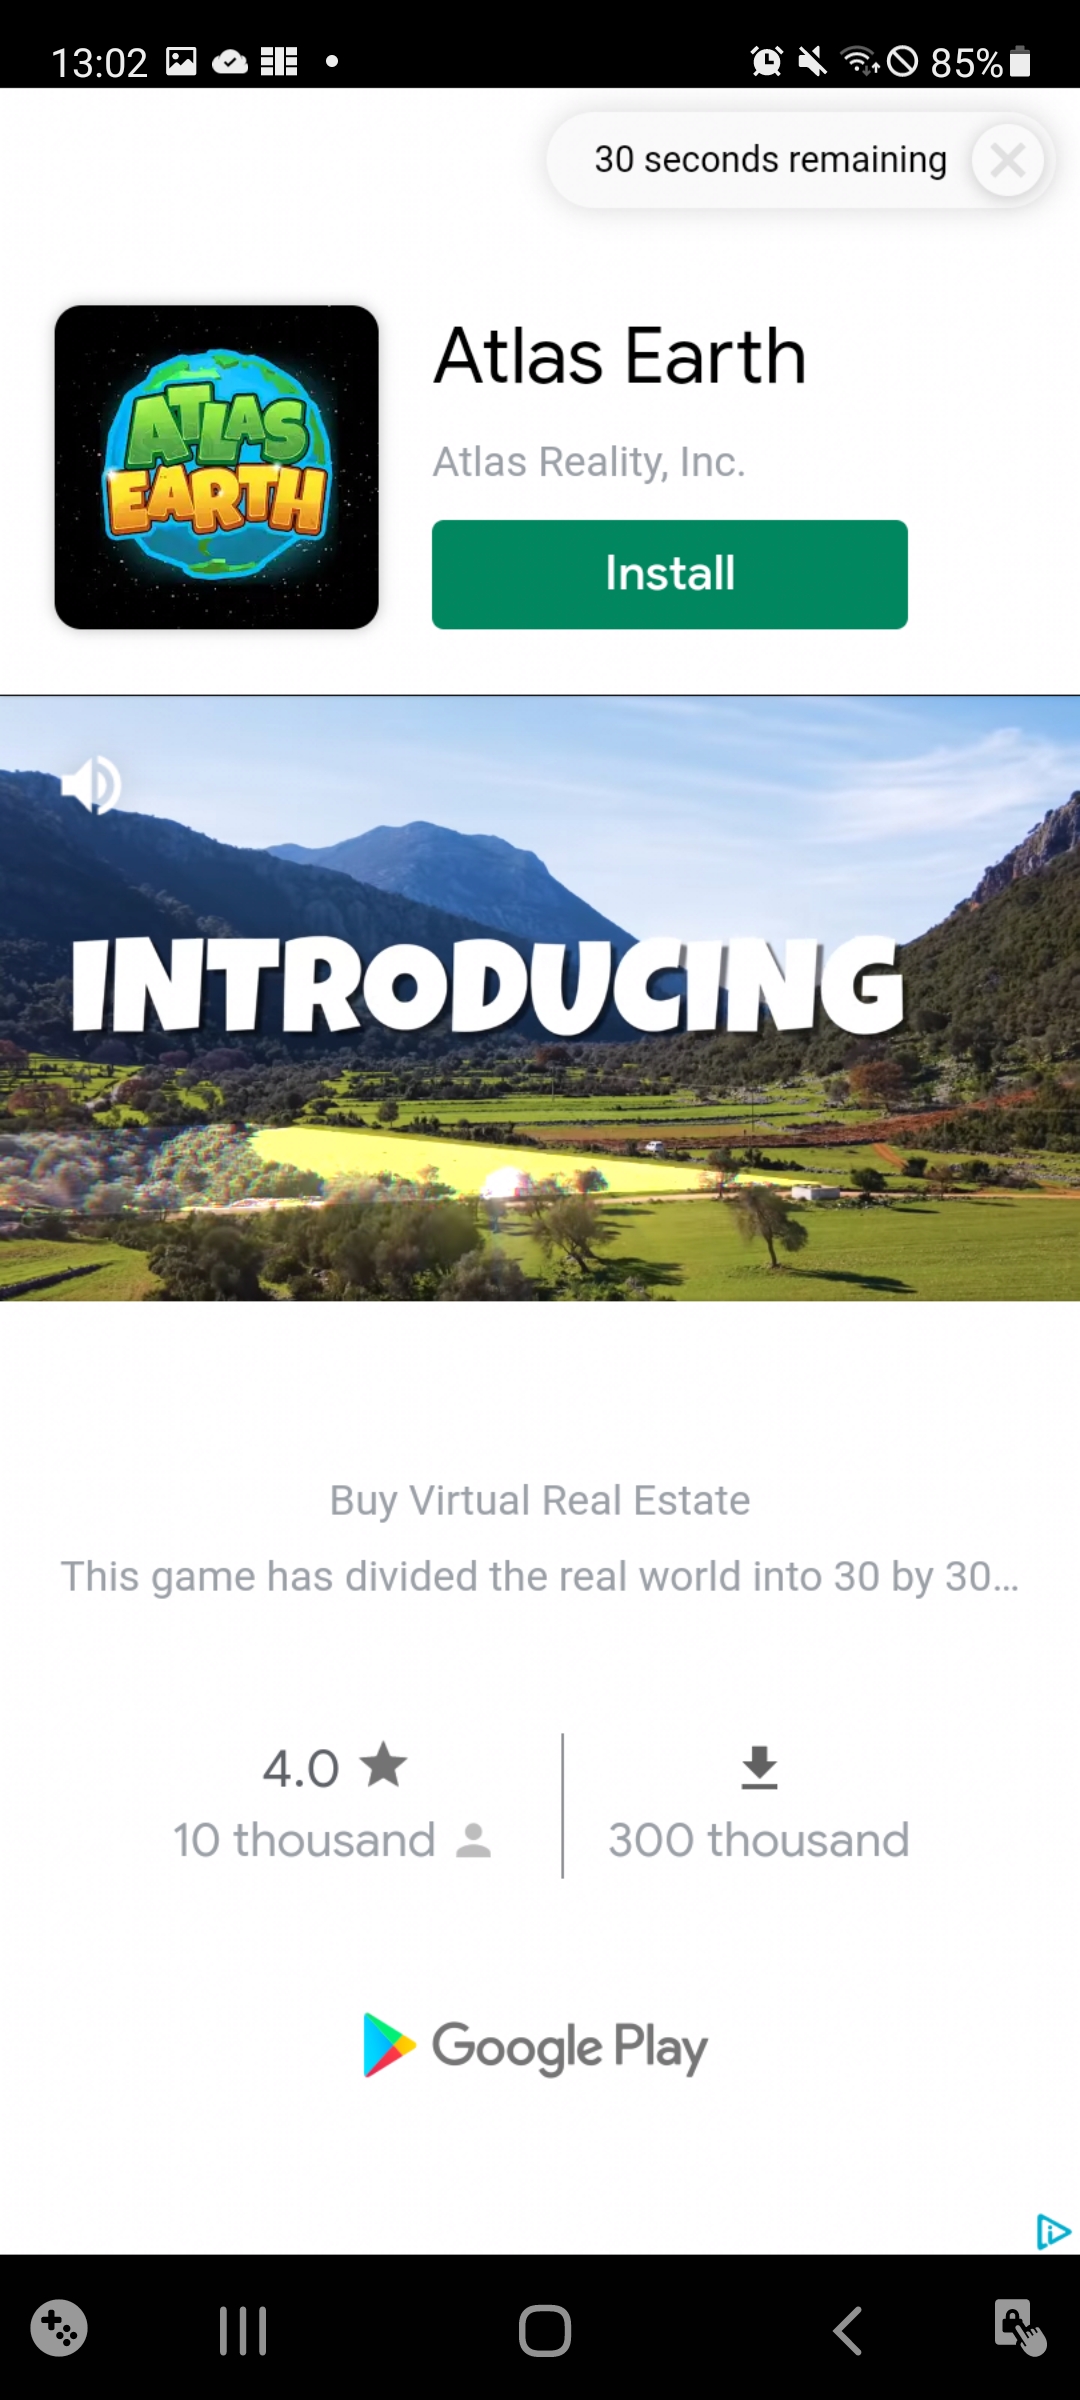 13:02
85%
30 seconds remaining
ATLAS
EARTH
Atlas Earth
Atlas Reality, Inc.
Install
INTRODUCING
Buy Virtual Real Estate
This game has divided the real world into 30 by 30...
4.0
10 thousand
300 thousand
Google Play